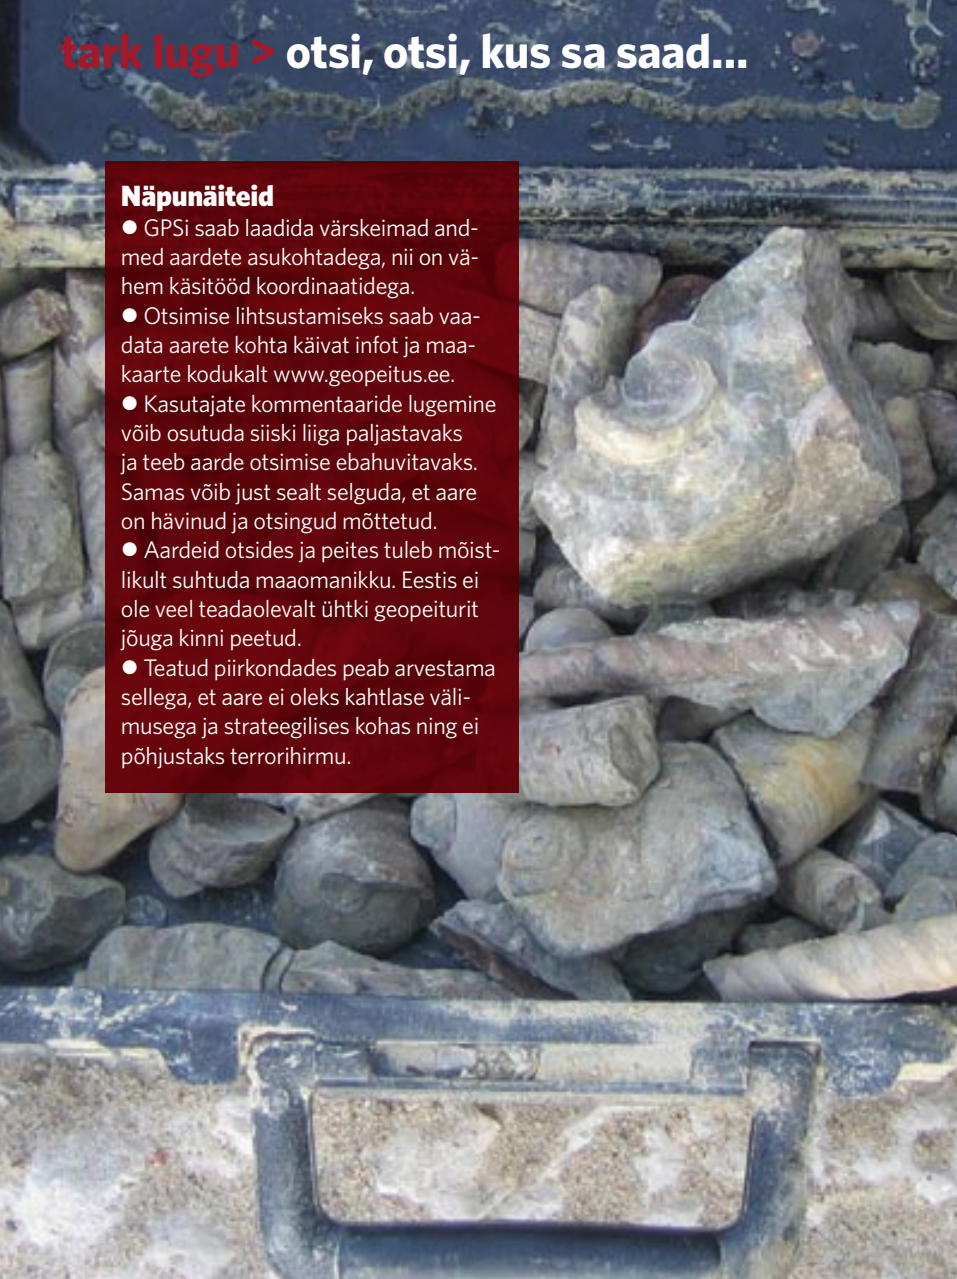 tark lugu > otsi, otsi, kus sa saad...
Näpunäiteid
● GPSi saab laadida värskeimad and-
med aardete asukohtadega, nii on vä-
hem käsitööd koordinaatidega.
● Otsimise lihtsustamiseks saab vaa-
data aarete kohta käivat infot ja maa-
kaarte kodukalt www.geopeitus.ee.
● Kasutajate kommentaaride lugemine
võib osutuda siiski liiga paljastavaks
ja teeb aarde otsimise ebahuvitavaks.
Samas võib just sealt selguda, et aare
on hävinud ja otsingud mõttetud.
● Aardeid otsides ja peites tuleb mõist-
likult suhtuda maaomanikku. Eestis ei
ole veel teadaolevalt ühtki geopeiturit
jõuga kinni peetud.
● Teatud piirkondades peab arvestama
sellega, et aare ei oleks kahtlase väli-
musega ja strateegilises kohas ning ei
põhjustaks terrorihirmu.